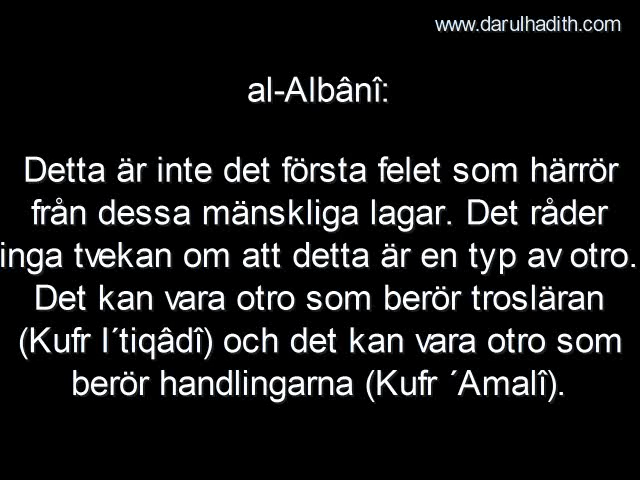 www.darulhadith.com
al-Albânî:
Detta är inte det första felet som härrör
från dessa mänskliga lagar. Det råder
inga tvekan om att detta är en typ av otro.
Det kan vara otro som berör trosläran
(Kufr I´tiqâdî) och det kan vara otro som
berör handlingarna (Kufr ´Amalî).